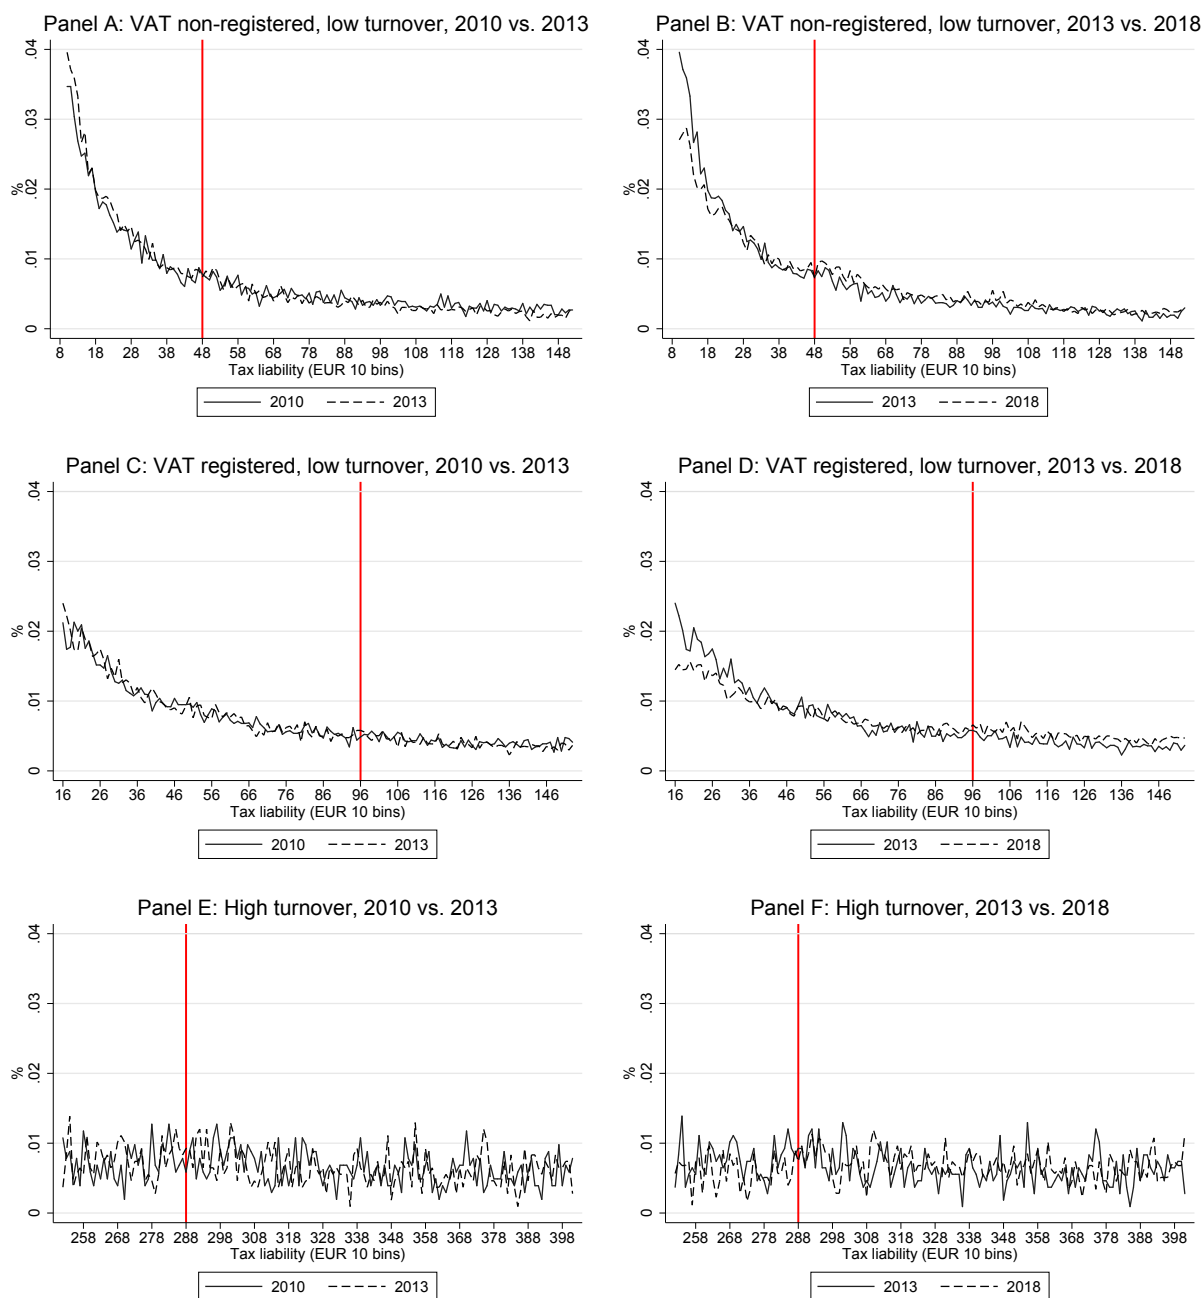 Panel A: VAT non-registered, low turnover, 2010 vs. 2013
.04
.03
.02
.01
0
%
8 18 28 38 48 58 68 78 88 98 108 118 128 138 148
Tax liability (EUR 10 bins)
2010 2013
Panel B: VAT non-registered, low turnover, 2013 vs. 2018
.04
.03
.02
.01
0
%
8 18 28 38 48 58 68 78 88 98 108 118 128 138 148
Tax liability (EUR 10 bins)
2013 2018
Panel C: VAT registered, low turnover, 2010 vs. 2013
.04
.03
.02
.01
0
%
16 26 36 46 56 66 76 86 96 106 116 126 136 146
Tax liability (EUR 10 bins)
2010 2013
Panel D: VAT registered, low turnover, 2013 vs. 2018
.04
.03
.02
.01
0
%
16 26 36 46 56 66 76 86 96 106 116 126 136 146
Tax liability (EUR 10 bins)
2013 2018
Panel E: High turnover, 2010 vs. 2013
.04
.03
.02
.01
0
%
258 268 278 288 298 308 318 328 338 348 358 368 378 388 398
Tax liability (EUR 10 bins)
2010 2013
Panel F: High turnover, 2013 vs. 2018
.04
.03
.02
.01
0
%
258 268 278 288 298 308 318 328 338 348 358 368 378 388 398
Tax liability (EUR 10 bins)
2013 2018